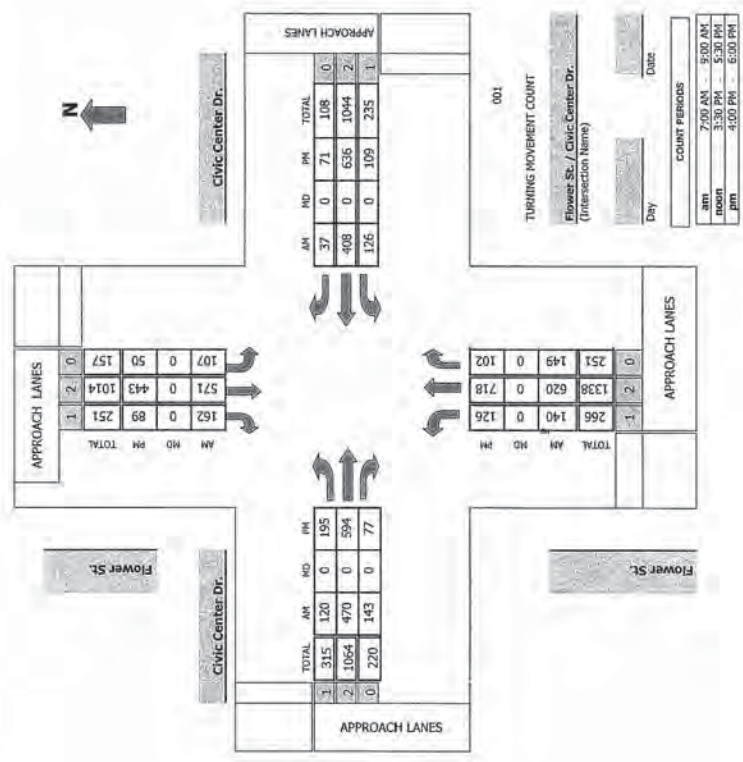 N
APPROACH LANES
1 2 0
TOTAL 251 1014 157
PM 89 443 50
MD 0 0 0
AM 162 571 107
Flower St.
Civic Center Dr.
Civic Center Dr.
APPROACH LANES
AM MD PM TOTAL
37 0 71 108 0
408 0 636 1044 2
126 0 109 235 1
TOTAL AM MD PM
1 315 120 0 195
2 1064 470 0 594
0 220 143 0 77
APPROACH LANES
PM 126 718 102
MD 0 0 0
AM 140 620 149
TOTAL 266 1338 251
1 2 0
APPROACH LANES
Flower St.
001
TURNING MOVEMENT COUNT
Flower St. / Civic Center Dr.
(Intersection Name)
Day Date
COUNT PERIODS
am 7:00 AM - 9:00 AM
noon 3:30 PM - 5:30 PM
pm 4:00 PM - 6:00 PM